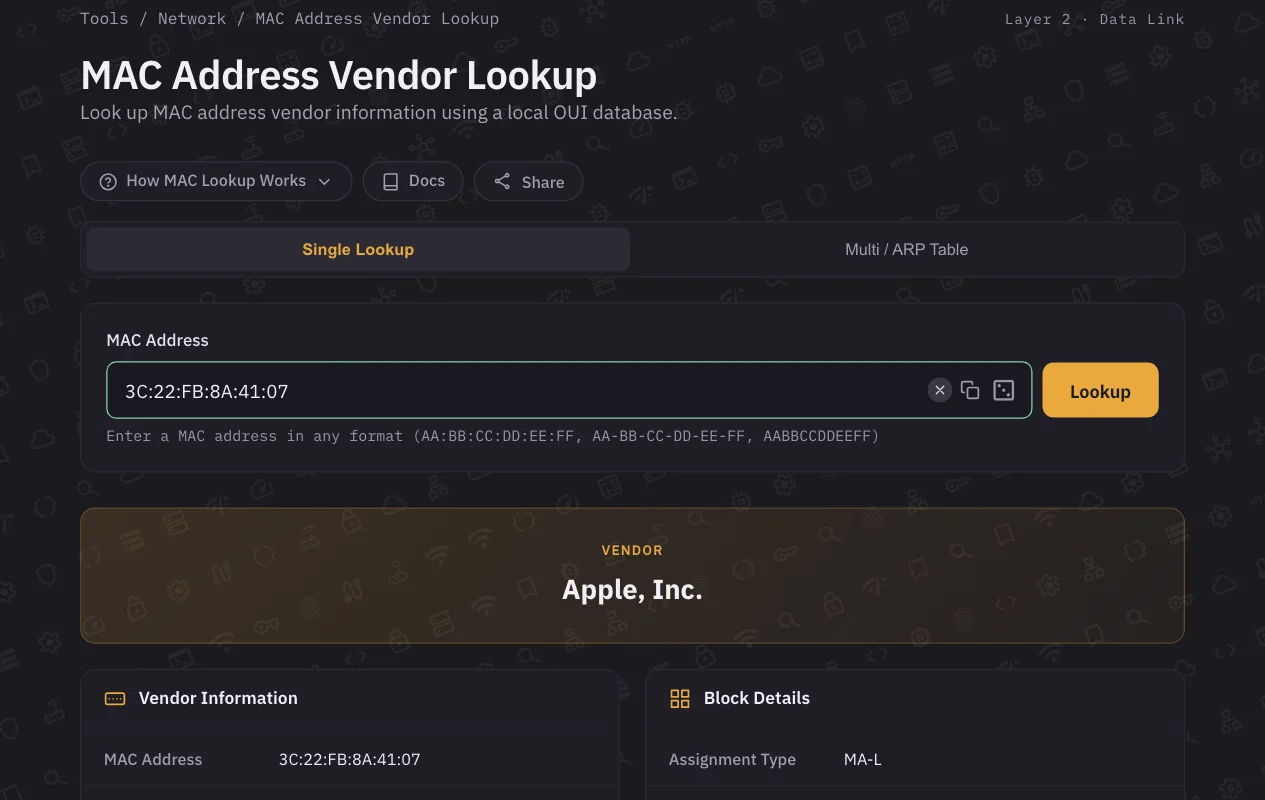 Tools / Network / MAC Address Vendor Lookup
Layer 2 · Data Link
MAC Address Vendor Lookup
Look up MAC address vendor information using a local OUI database.
How MAC Lookup Works
Docs
Share
Single Lookup
Multi / ARP Table
MAC Address
3C:22:FB:8A:41:07
Lookup
Enter a MAC address in any format (AA:BB:CC:DD:EE:FF, AA-BB-CC-DD-EE-FF, AABBCCDDEEFF)
VENDOR
Apple, Inc.
Vendor Information
MAC Address 3C:22:FB:8A:41:07
Block Details
Assignment Type MA-L